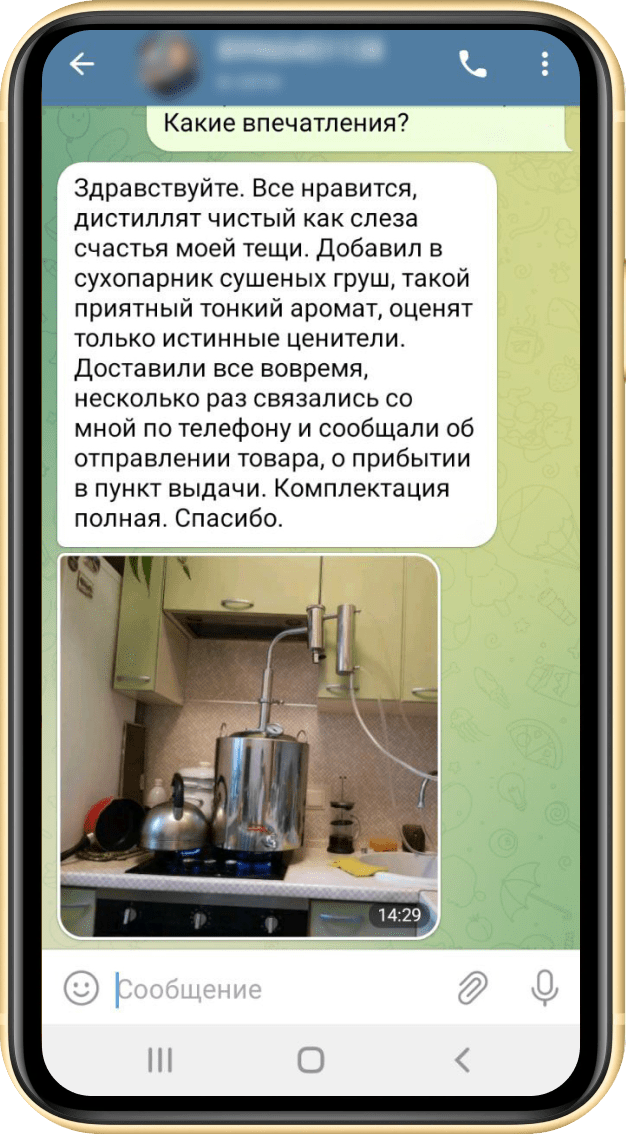 Какие впечатления?
Здравствуйте. Все нравится,
дистиллят чистый как слеза
счастья моей тещи. Добавил в
сухопарник сушеных груш, такой
приятный тонкий аромат, оценят
только истинные ценители.
Доставили все вовремя,
несколько раз связались со
мной по телефону и сообщали об
отправлении товара, о прибытии
в пункт выдачи. Комплектация
полная. Спасибо.
14:29
Сообщение